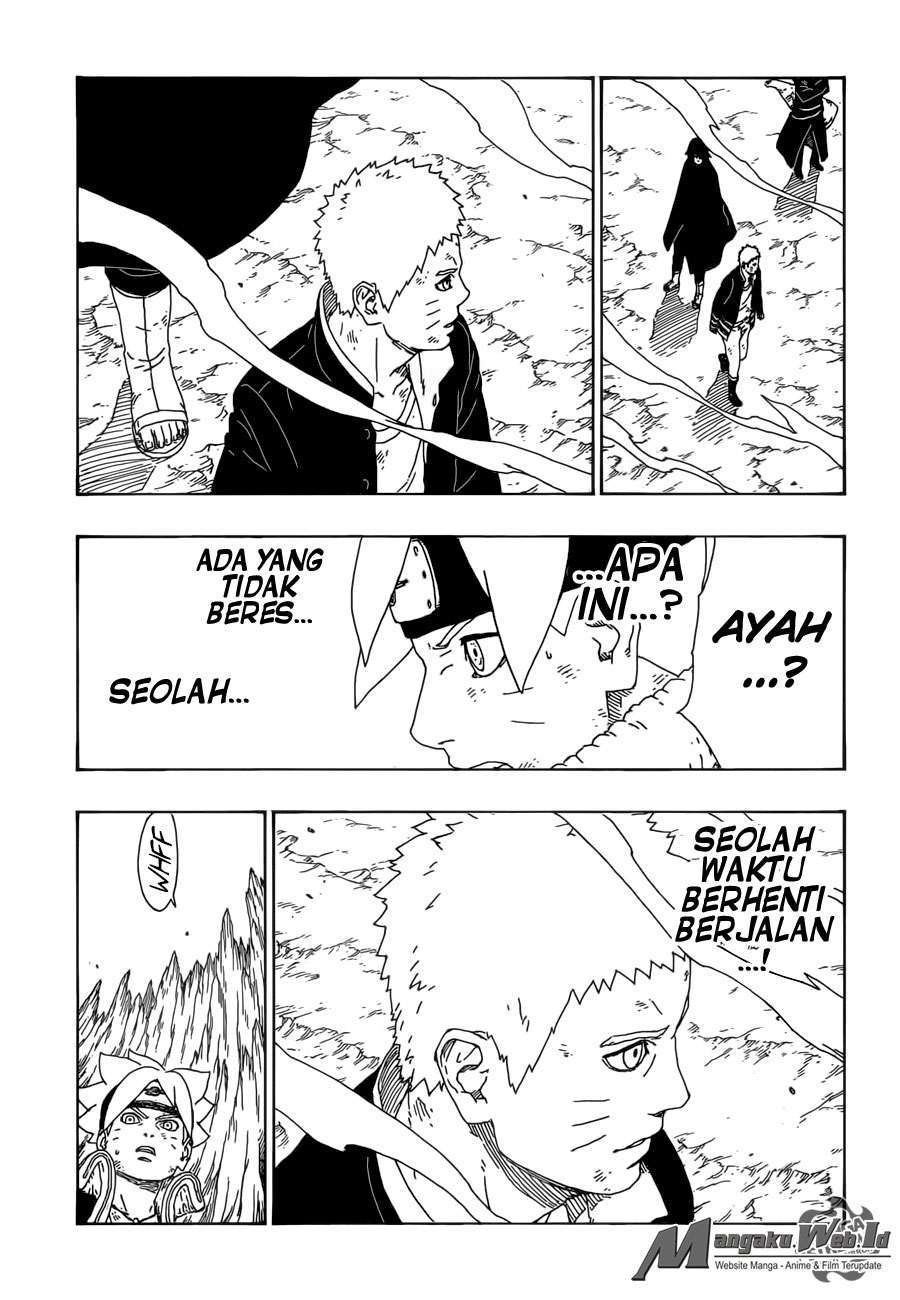 AYAH
...?
...APA
INI...?
ADA YANG
TIDAK
BERES...
SEOLAH...
SEOLAH
WAKTU
BERHENTI
BERJALAN
....!
WHFF
Mangaku.Web.Id
Website Manga - Anime & Film Terupdate